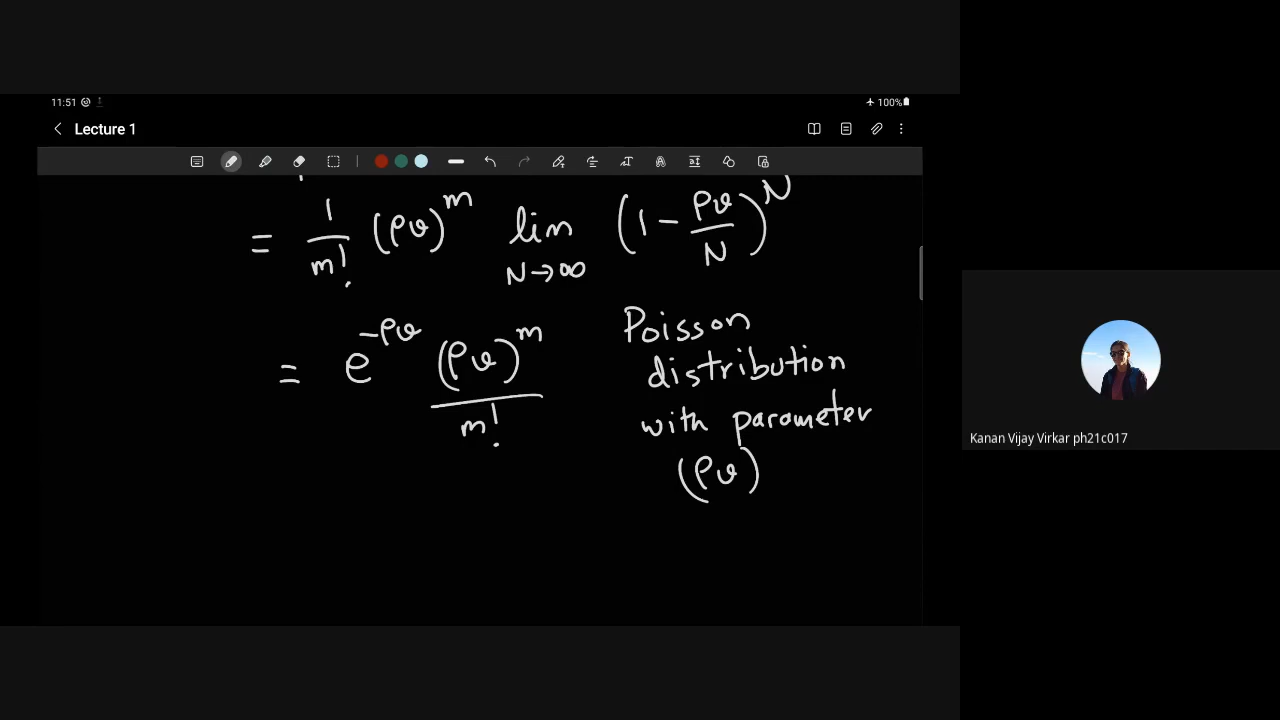 11:51 100%
Lecture 1
= 1/m! (ρv)^m lim N→∞ (1 − ρv/N)^N
= e^−ρv (ρv)^m / m!
Poisson
distribution
with parameter
(ρv)
Kanan Vijay Virkar ph21c017